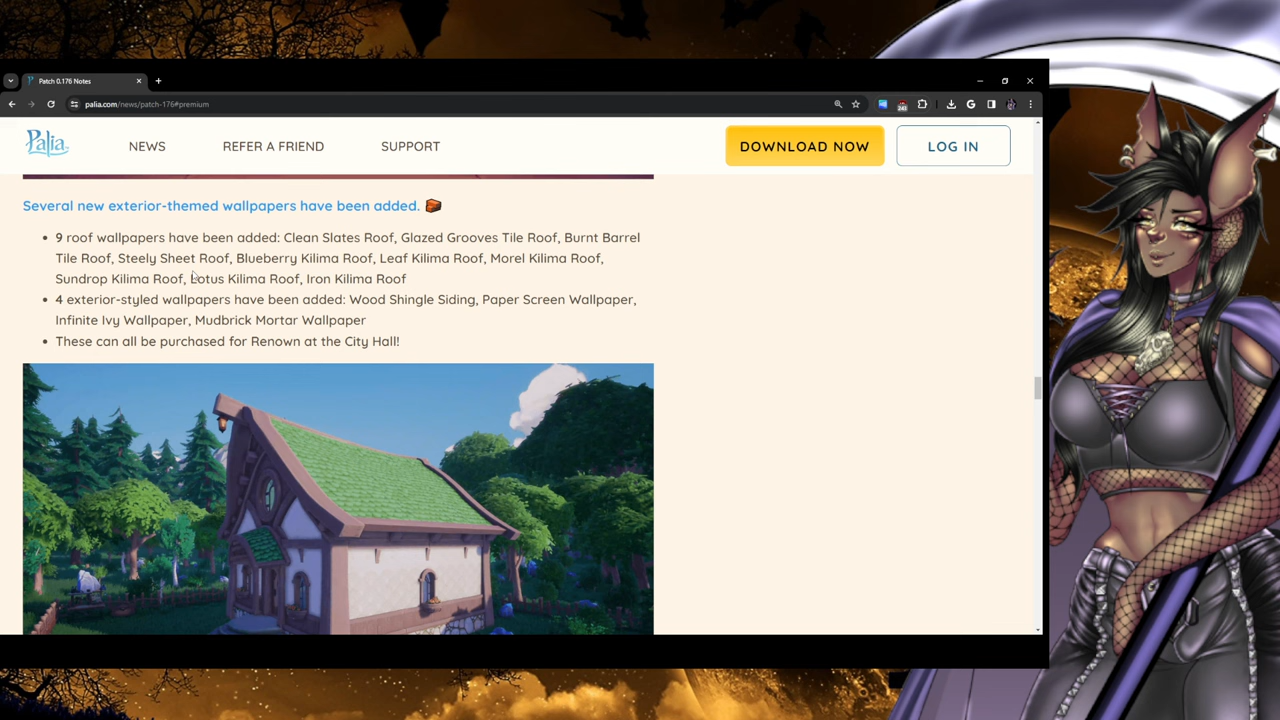 Patch 0.176 Notes
palia.com/news/patch-176#premium
243
Palia
NEWS
REFER A FRIEND
SUPPORT
DOWNLOAD NOW
LOG IN
Several new exterior-themed wallpapers have been added.
9 roof wallpapers have been added: Clean Slates Roof, Glazed Grooves Tile Roof, Burnt Barrel
Tile Roof, Steely Sheet Roof, Blueberry Kilima Roof, Leaf Kilima Roof, Morel Kilima Roof,
Sundrop Kilima Roof, Lotus Kilima Roof, Iron Kilima Roof
4 exterior-styled wallpapers have been added: Wood Shingle Siding, Paper Screen Wallpaper,
Infinite Ivy Wallpaper, Mudbrick Mortar Wallpaper
These can all be purchased for Renown at the City Hall!